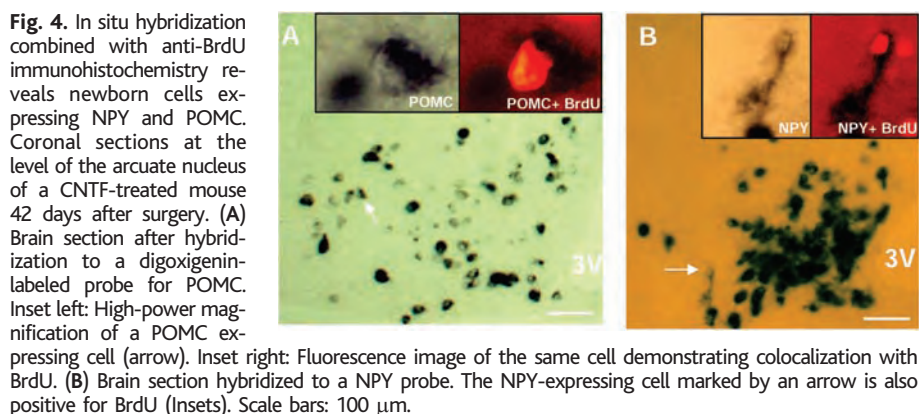 Fig. 4. In situ hybridization
combined with anti-BrdU
immunohistochemistry re-
veals newborn cells ex-
pressing NPY and POMC.
Coronal sections at the
level of the arcuate nucleus
of a CNTF-treated mouse
42 days after surgery. (A)
Brain section after hybrid-
ization to a digoxigenin-
labeled probe for POMC.
Inset left: High-power mag-
nification of a POMC ex-
pressing cell (arrow). Inset right: Fluorescence image of the same cell demonstrating colocalization with
BrdU. (B) Brain section hybridized to a NPY probe. The NPY-expressing cell marked by an arrow is also
positive for BrdU (Insets). Scale bars: 100 μm.
A
POMC
POMC+ BrdU
3V
B
NPY
NPY+ BrdU
3V